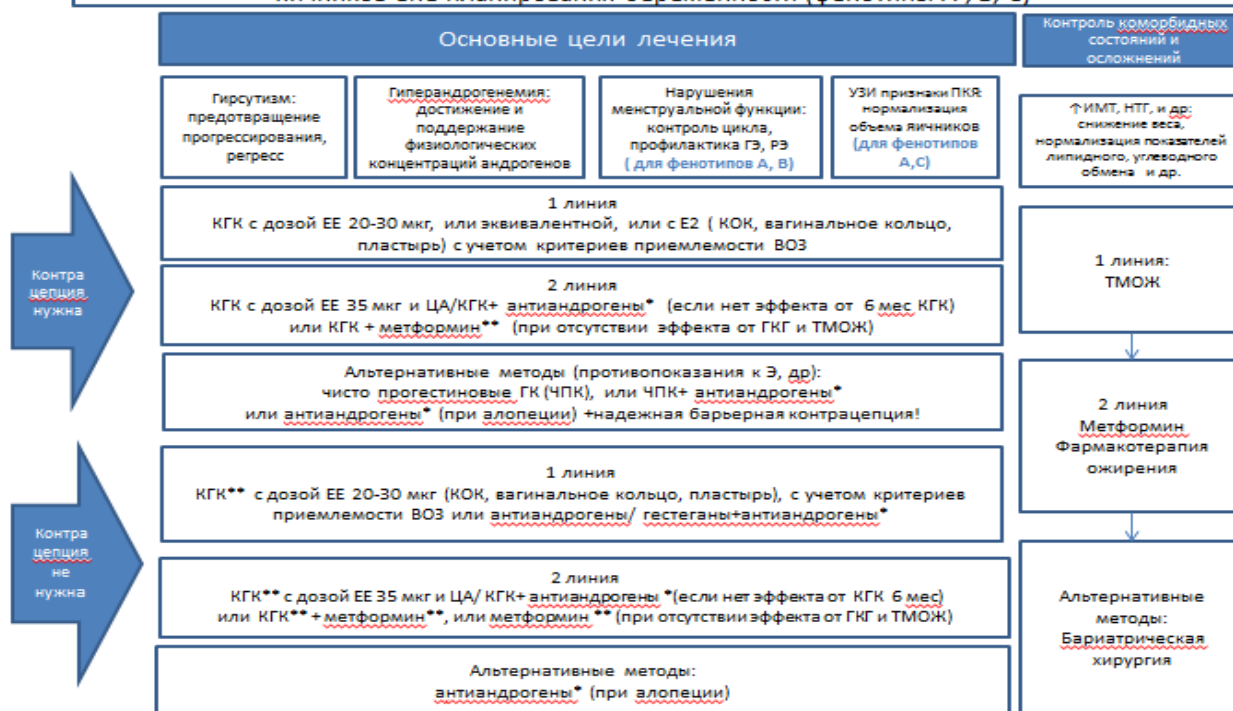 Основные цели лечения
Контроль коморбидных
состояний и
осложнений
Гирсутизм:
предотвращение
прогрессирования,
регресс
Гиперандрогенемия:
достижение и
поддержание
физиологических
концентраций андрогенов
Нарушения
менструальной функции:
контроль цикла,
профилактика ГЭ, РЭ
( для фенотипов А, В)
УЗИ признаки ПКЯ:
нормализация
объема яичников
(для фенотипов
А,С)
↑ИМТ, НТГ, и др:
снижение веса,
нормализация показателей
липидного, углеводного
обмена и др.
Контра
цепция
нужна
1 линия
КГК с дозой ЕЕ 20-30 мкг, или эквивалентной, или с Е2 ( КОК, вагинальное кольцо,
пластырь) с учетом критериев приемлемости ВОЗ
2 линия
КГК с дозой ЕЕ 35 мкг и ЦА/КГК+ антиандрогены* (если нет эффекта от 6 мес КГК)
или КГК + метформин** (при отсутствии эффекта от ГКГ и ТМОЖ)
Альтернативные методы (противопоказания к Э, др):
чисто прогестиновые ГК (ЧПК), или ЧПК+ антиандрогены*
или антиандрогены* (при алопеции) +надежная барьерная контрацепция!
1 линия:
ТМОЖ
2 линия
Метформин
Фармакотерапия
ожирения
Контра
цепция
не
нужна
1 линия
КГК** с дозой ЕЕ 20-30 мкг (КОК, вагинальное кольцо, пластырь), с учетом критериев
приемлемости ВОЗ или антиандрогены/ гестагены+антиандрогены*
2 линия
КГК** с дозой ЕЕ 35 мкг и ЦА/ КГК+ антиандрогены *(если нет эффекта от КГК 6 мес)
или КГК** + метформин**, или метформин ** (при отсутствии эффекта от ГКГ и ТМОЖ)
Альтернативные методы:
антиандрогены* (при алопеции)
Альтернативные
методы:
Бариатрическая
хирургия